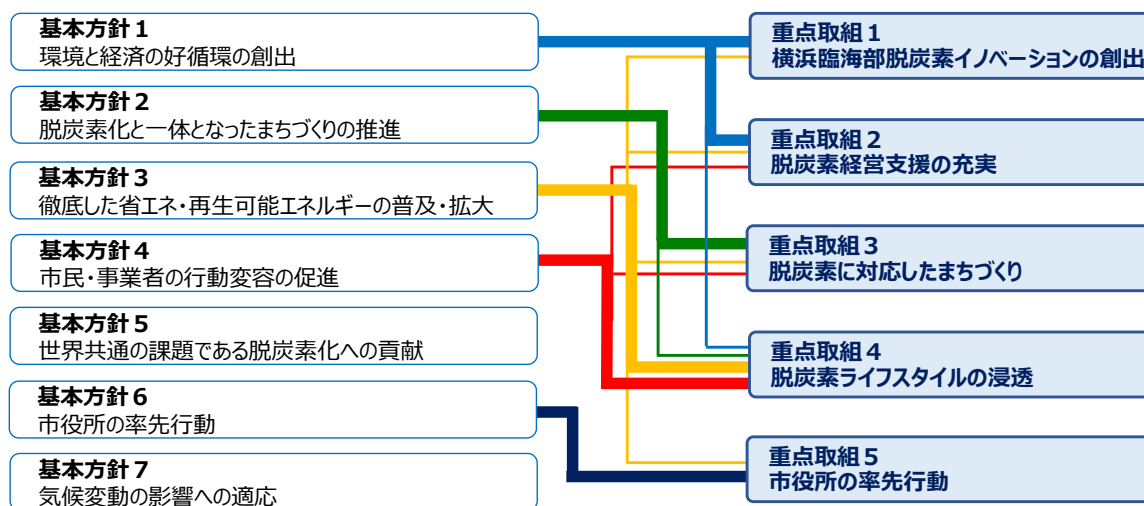 基本方針１
環境と経済の好循環の創出
基本方針２
脱炭素化と一体となったまちづくりの推進
基本方針３
徹底した省エネ・再生可能エネルギーの普及・拡大
基本方針４
市民・事業者の行動変容の促進
基本方針５
世界共通の課題である脱炭素化への貢献
基本方針６
市役所の率先行動
基本方針７
気候変動の影響への適応
重点取組１
横浜臨海部脱炭素イノベーションの創出
重点取組２
脱炭素経営支援の充実
重点取組３
脱炭素に対応したまちづくり
重点取組４
脱炭素ライフスタイルの浸透
重点取組５
市役所の率先行動